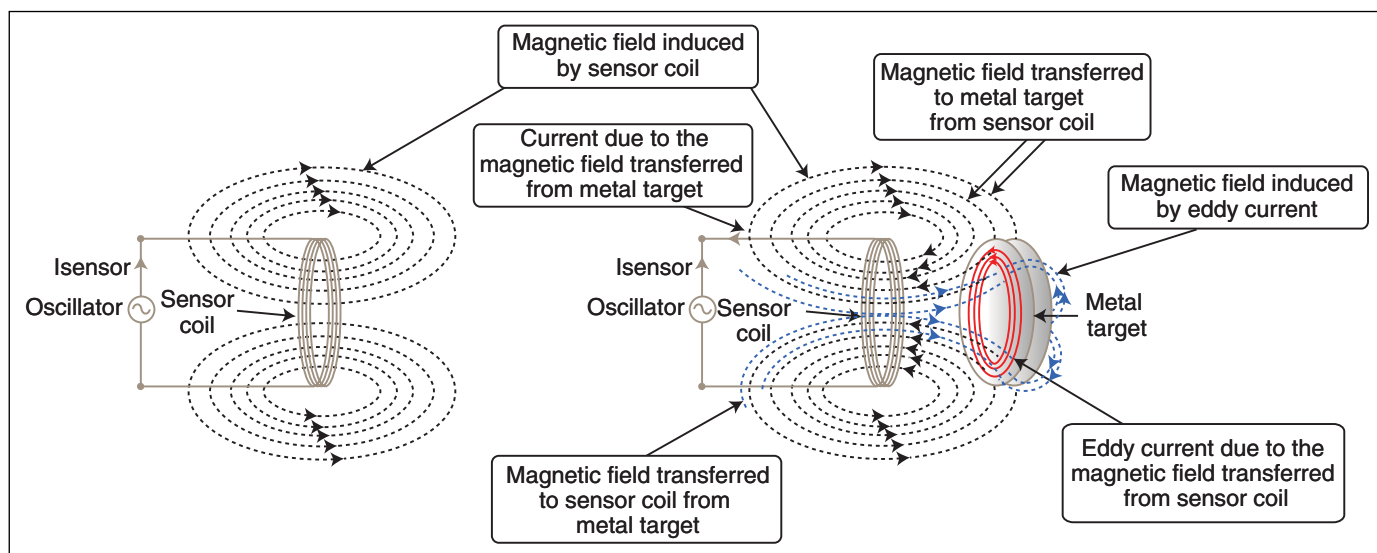 Magnetic field induced
by sensor coil
Magnetic field transferred
to metal target
from sensor coil
Current due to the
magnetic field transferred
from metal target
Magnetic field induced
by eddy current
Isensor
Oscillator
Sensor
coil
Isensor
Oscillator
Sensor
coil
Metal
target
Magnetic field transferred
to sensor coil from
metal target
Eddy current due to the
magnetic field transferred
from sensor coil